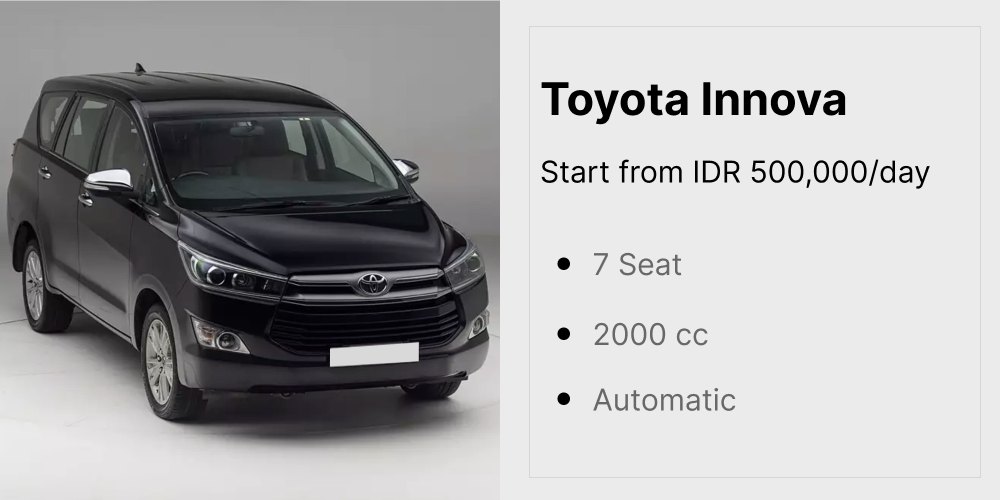 Toyota Innova
Start from IDR 500,000/day
7 Seat
2000 cc
Automatic